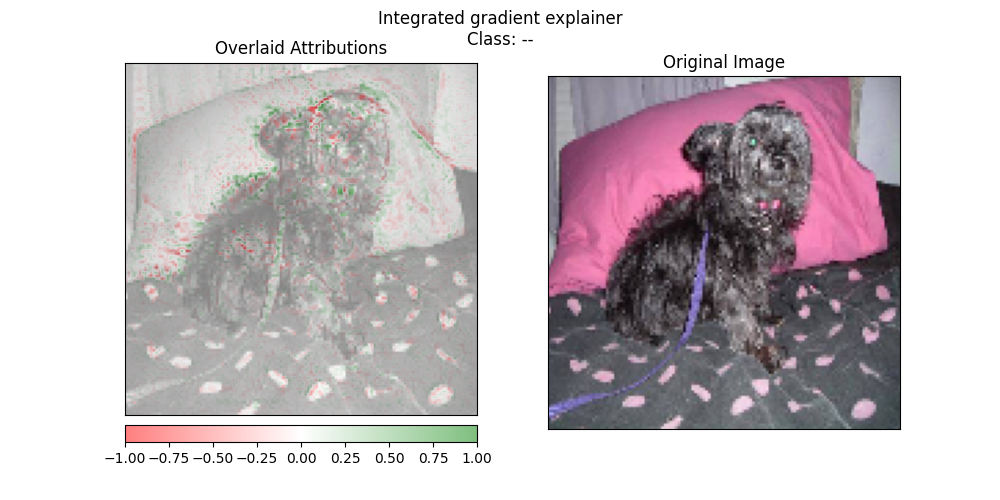 Integrated gradient explainer
Class: --
Overlaid Attributions
Original Image
−1.00 −0.75 −0.50 −0.25 0.00 0.25 0.50 0.75 1.00